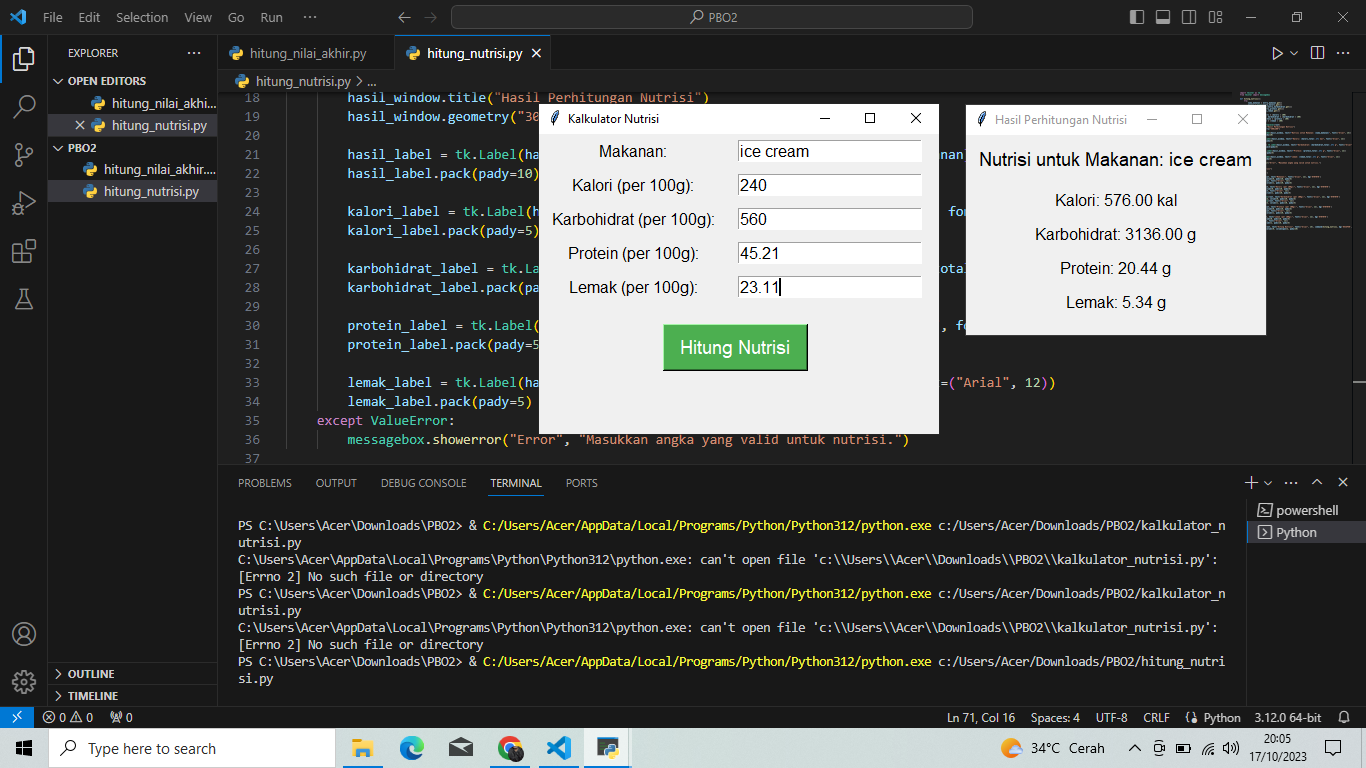 File Edit Selection View Go Run ··· PBO2
EXPLORER ···
OPEN EDITORS
hitung_nilai_akhi...
hitung_nutrisi.py
PBO2
hitung_nilai_akhir....
hitung_nutrisi.py
OUTLINE
TIMELINE
hitung_nilai_akhir.py hitung_nutrisi.py
hitung_nutrisi.py > ...
18 hasil_window.title("Hasil Perhitungan Nutrisi")
19 hasil_window.geometry("30
20
21 hasil_label = tk.Label(ha nan
22 hasil_label.pack(pady=10)
23
24 kalori_label = tk.Label(h fon
25 kalori_label.pack(pady=5)
26
27 karbohidrat_label = tk.La ota
28 karbohidrat_label.pack(pa
29
30 protein_label = tk.Label( , fo
31 protein_label.pack(pady=5
32
33 lemak_label = tk.Label(ha =("Arial", 12))
34 lemak_label.pack(pady=5)
35 except ValueError:
36 messagebox.showerror("Error", "Masukkan angka yang valid untuk nutrisi.")
37
Kalkulator Nutrisi
Makanan: ice cream
Kalori (per 100g): 240
Karbohidrat (per 100g): 560
Protein (per 100g): 45.21
Lemak (per 100g): 23.11
Hitung Nutrisi
Hasil Perhitungan Nutrisi
Nutrisi untuk Makanan: ice cream
Kalori: 576.00 kal
Karbohidrat: 3136.00 g
Protein: 20.44 g
Lemak: 5.34 g
PROBLEMS OUTPUT DEBUG CONSOLE TERMINAL PORTS
PS C:\Users\Acer\Downloads\PBO2> & C:/Users/Acer/AppData/Local/Programs/Python/Python312/python.exe c:/Users/Acer/Downloads/PBO2/kalkulator_n
utrisi.py
C:\Users\Acer\AppData\Local\Programs\Python\Python312\python.exe: can't open file 'c:\\Users\\Acer\\Downloads\\PBO2\\kalkulator_nutrisi.py':
[Errno 2] No such file or directory
PS C:\Users\Acer\Downloads\PBO2> & C:/Users/Acer/AppData/Local/Programs/Python/Python312/python.exe c:/Users/Acer/Downloads/PBO2/kalkulator_n
utrisi.py
C:\Users\Acer\AppData\Local\Programs\Python\Python312\python.exe: can't open file 'c:\\Users\\Acer\\Downloads\\PBO2\\kalkulator_nutrisi.py':
[Errno 2] No such file or directory
PS C:\Users\Acer\Downloads\PBO2> & C:/Users/Acer/AppData/Local/Programs/Python/Python312/python.exe c:/Users/Acer/Downloads/PBO2/hitung_nutri
si.py
powershell
Python
0 0 0 Ln 71, Col 16 Spaces: 4 UTF-8 CRLF Python 3.12.0 64-bit
Type here to search 34°C Cerah 20:05
17/10/2023